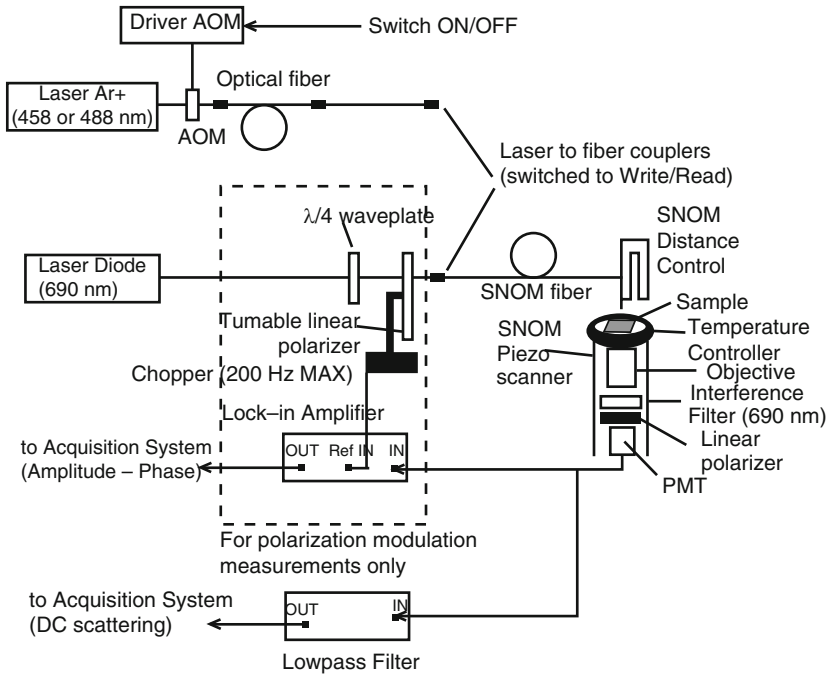 Driver AOM
Switch ON/OFF
Optical fiber
Laser Ar+
(458 or 488 nm)
AOM
Laser to fiber couplers
(switched to Write/Read)
λ/4 waveplate
SNOM
Distance
Control
Laser Diode
(690 nm)
SNOM fiber
Sample
Tumable linear
polarizer
SNOM
Piezo
scanner
Temperature
Controller
Objective
Chopper (200 Hz MAX)
Interference
Filter (690 nm)
Lock–in Amplifier
Linear
polarizer
to Acquisition System
(Amplitude – Phase)
OUT Ref IN IN
PMT
For polarization modulation
measurements only
to Acquisition System
(DC scattering)
OUT IN
Lowpass Filter